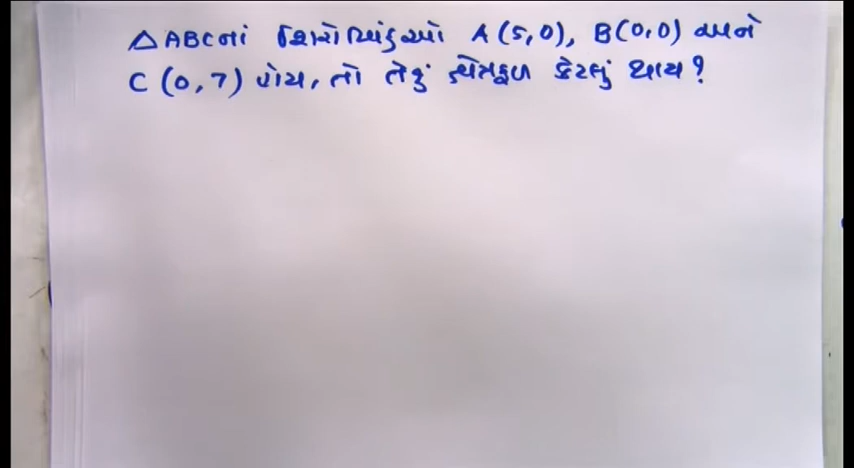 △ABCનાં શિરોબિંદુઓ A(5,0), B(0,0) અને
C (0,7) હોય, તો તેનું ક્ષેત્રફળ કેટલું થાય?